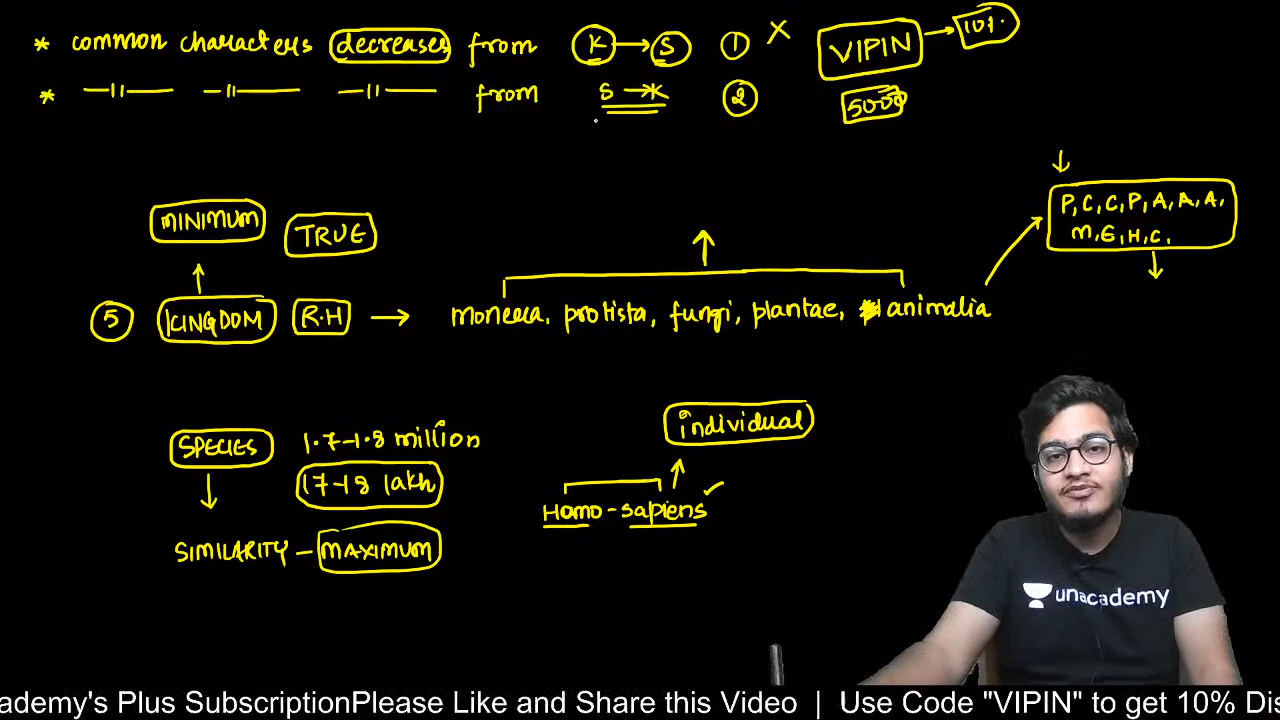 * common characters decreases from K → S ① X VIPIN → 10%
* —॥— —॥— —॥— from S → K ② 5000
MINIMUM TRUE
P, C, C, P, A, A, A,
M, E, H, C,
⑤ KINGDOM R.H → monera, protista, fungi, plantae, animalia
SPECIES 1.7-1.8 million
17-18 lakh
individual
Homo - sapiens ✓
SIMILARITY - MAXIMUM
unacademy
ademy's Plus SubscriptionPlease Like and Share this Video | Use Code "VIPIN" to get 10% Dis